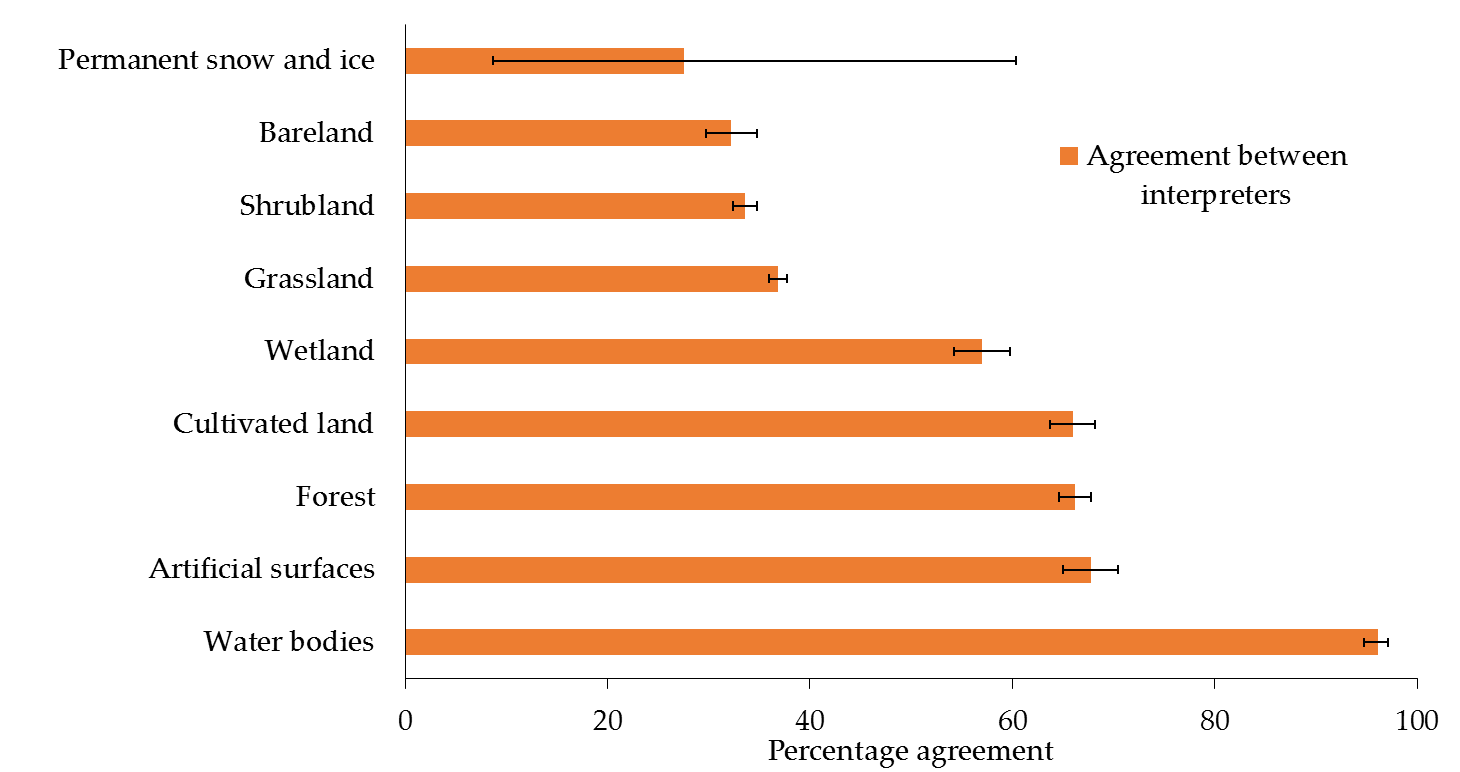 Permanent snow and ice
Bareland
Agreement between
interpreters
Shrubland
Grassland
Wetland
Cultivated land
Forest
Artificial surfaces
Water bodies
0 20 40 60 80 100
Percentage agreement